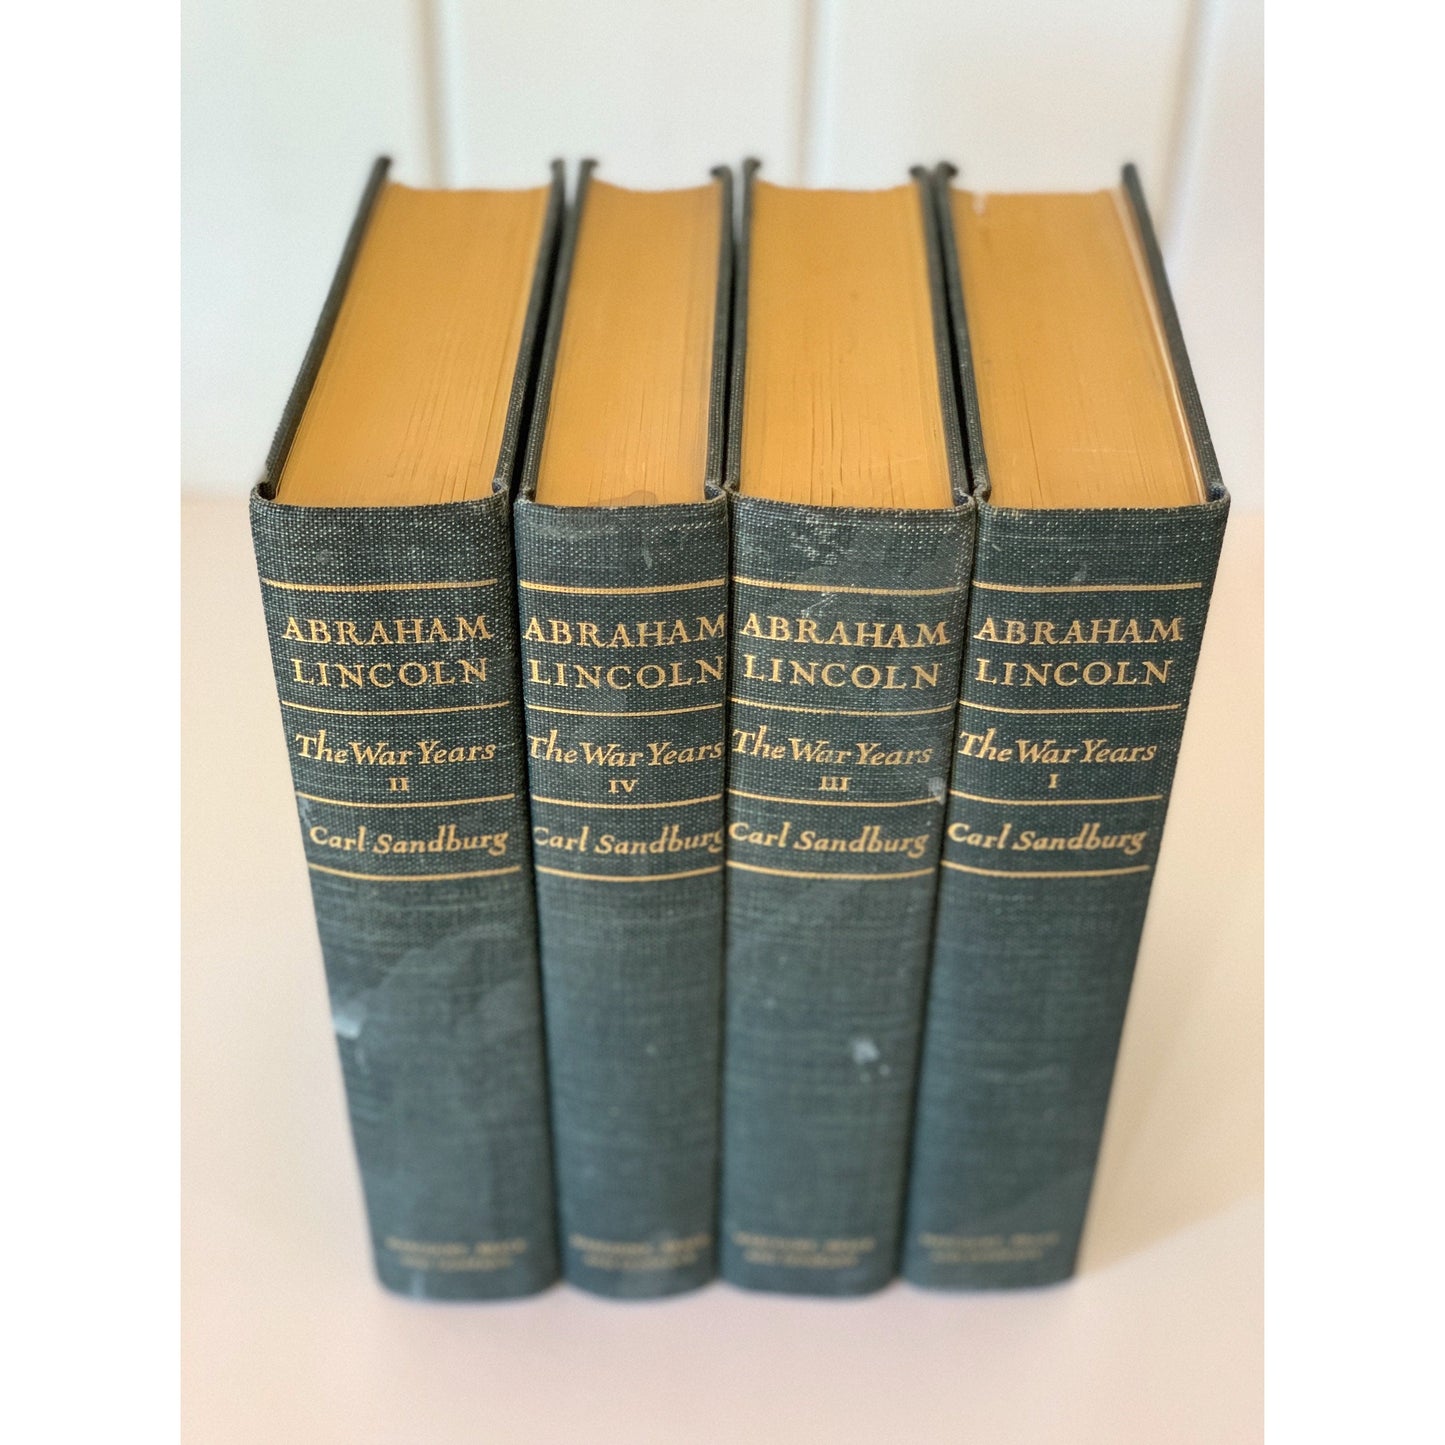 ABRAHAM
LINCOLN
The War Years
II
Carl Sandburg
ABRAHAM
LINCOLN
The War Years
IV
Carl Sandburg
ABRAHAM
LINCOLN
The War Years
III
Carl Sandburg
ABRAHAM
LINCOLN
The War Years
I
Carl Sandburg